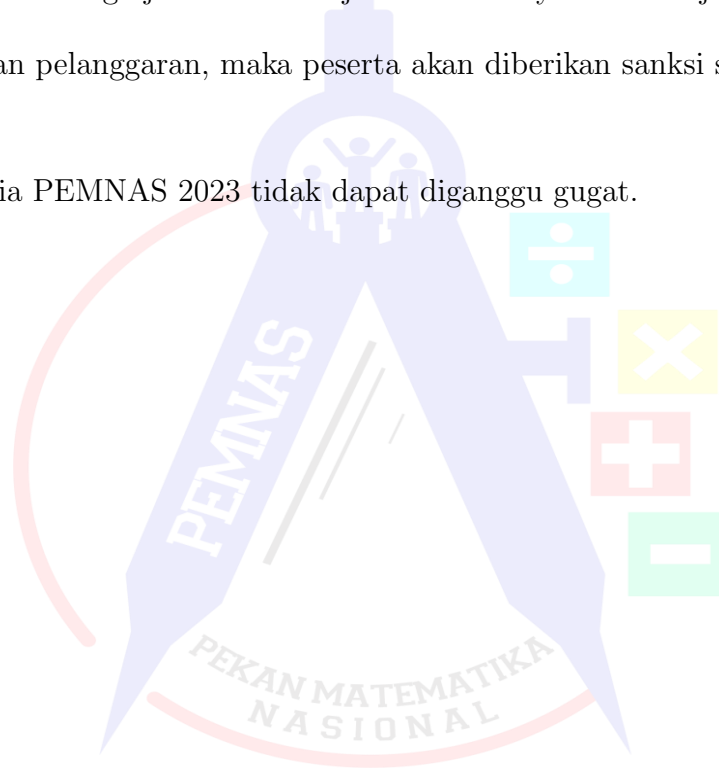 an pelanggaran, maka peserta akan diberikan sanksi s
ia PEMNAS 2023 tidak dapat diganggu gugat.
PEMNAS
PEKAN MATEMATIKA
NASIONAL